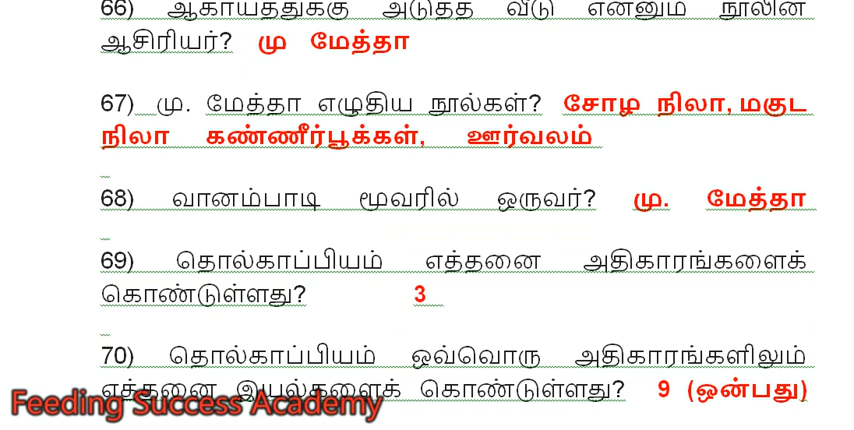 66) ஆகாயத்துக்கு அடுத்த வீடு என்னும் நூலின்
ஆசிரியர்? மு மேத்தா
67) மு. மேத்தா எழுதிய நூல்கள்? சோழ நிலா, மகுட
நிலா கண்ணீர்பூக்கள், ஊர்வலம்
68) வானம்பாடி மூவரில் ஒருவர்? மு. மேத்தா
69) தொல்காப்பியம் எத்தனை அதிகாரங்களைக்
கொண்டுள்ளது? 3
70) தொல்காப்பியம் ஒவ்வொரு அதிகாரங்களிலும்
எத்தனை இயல்களைக் கொண்டுள்ளது? 9 (ஒன்பது)
Feeding Success Academy